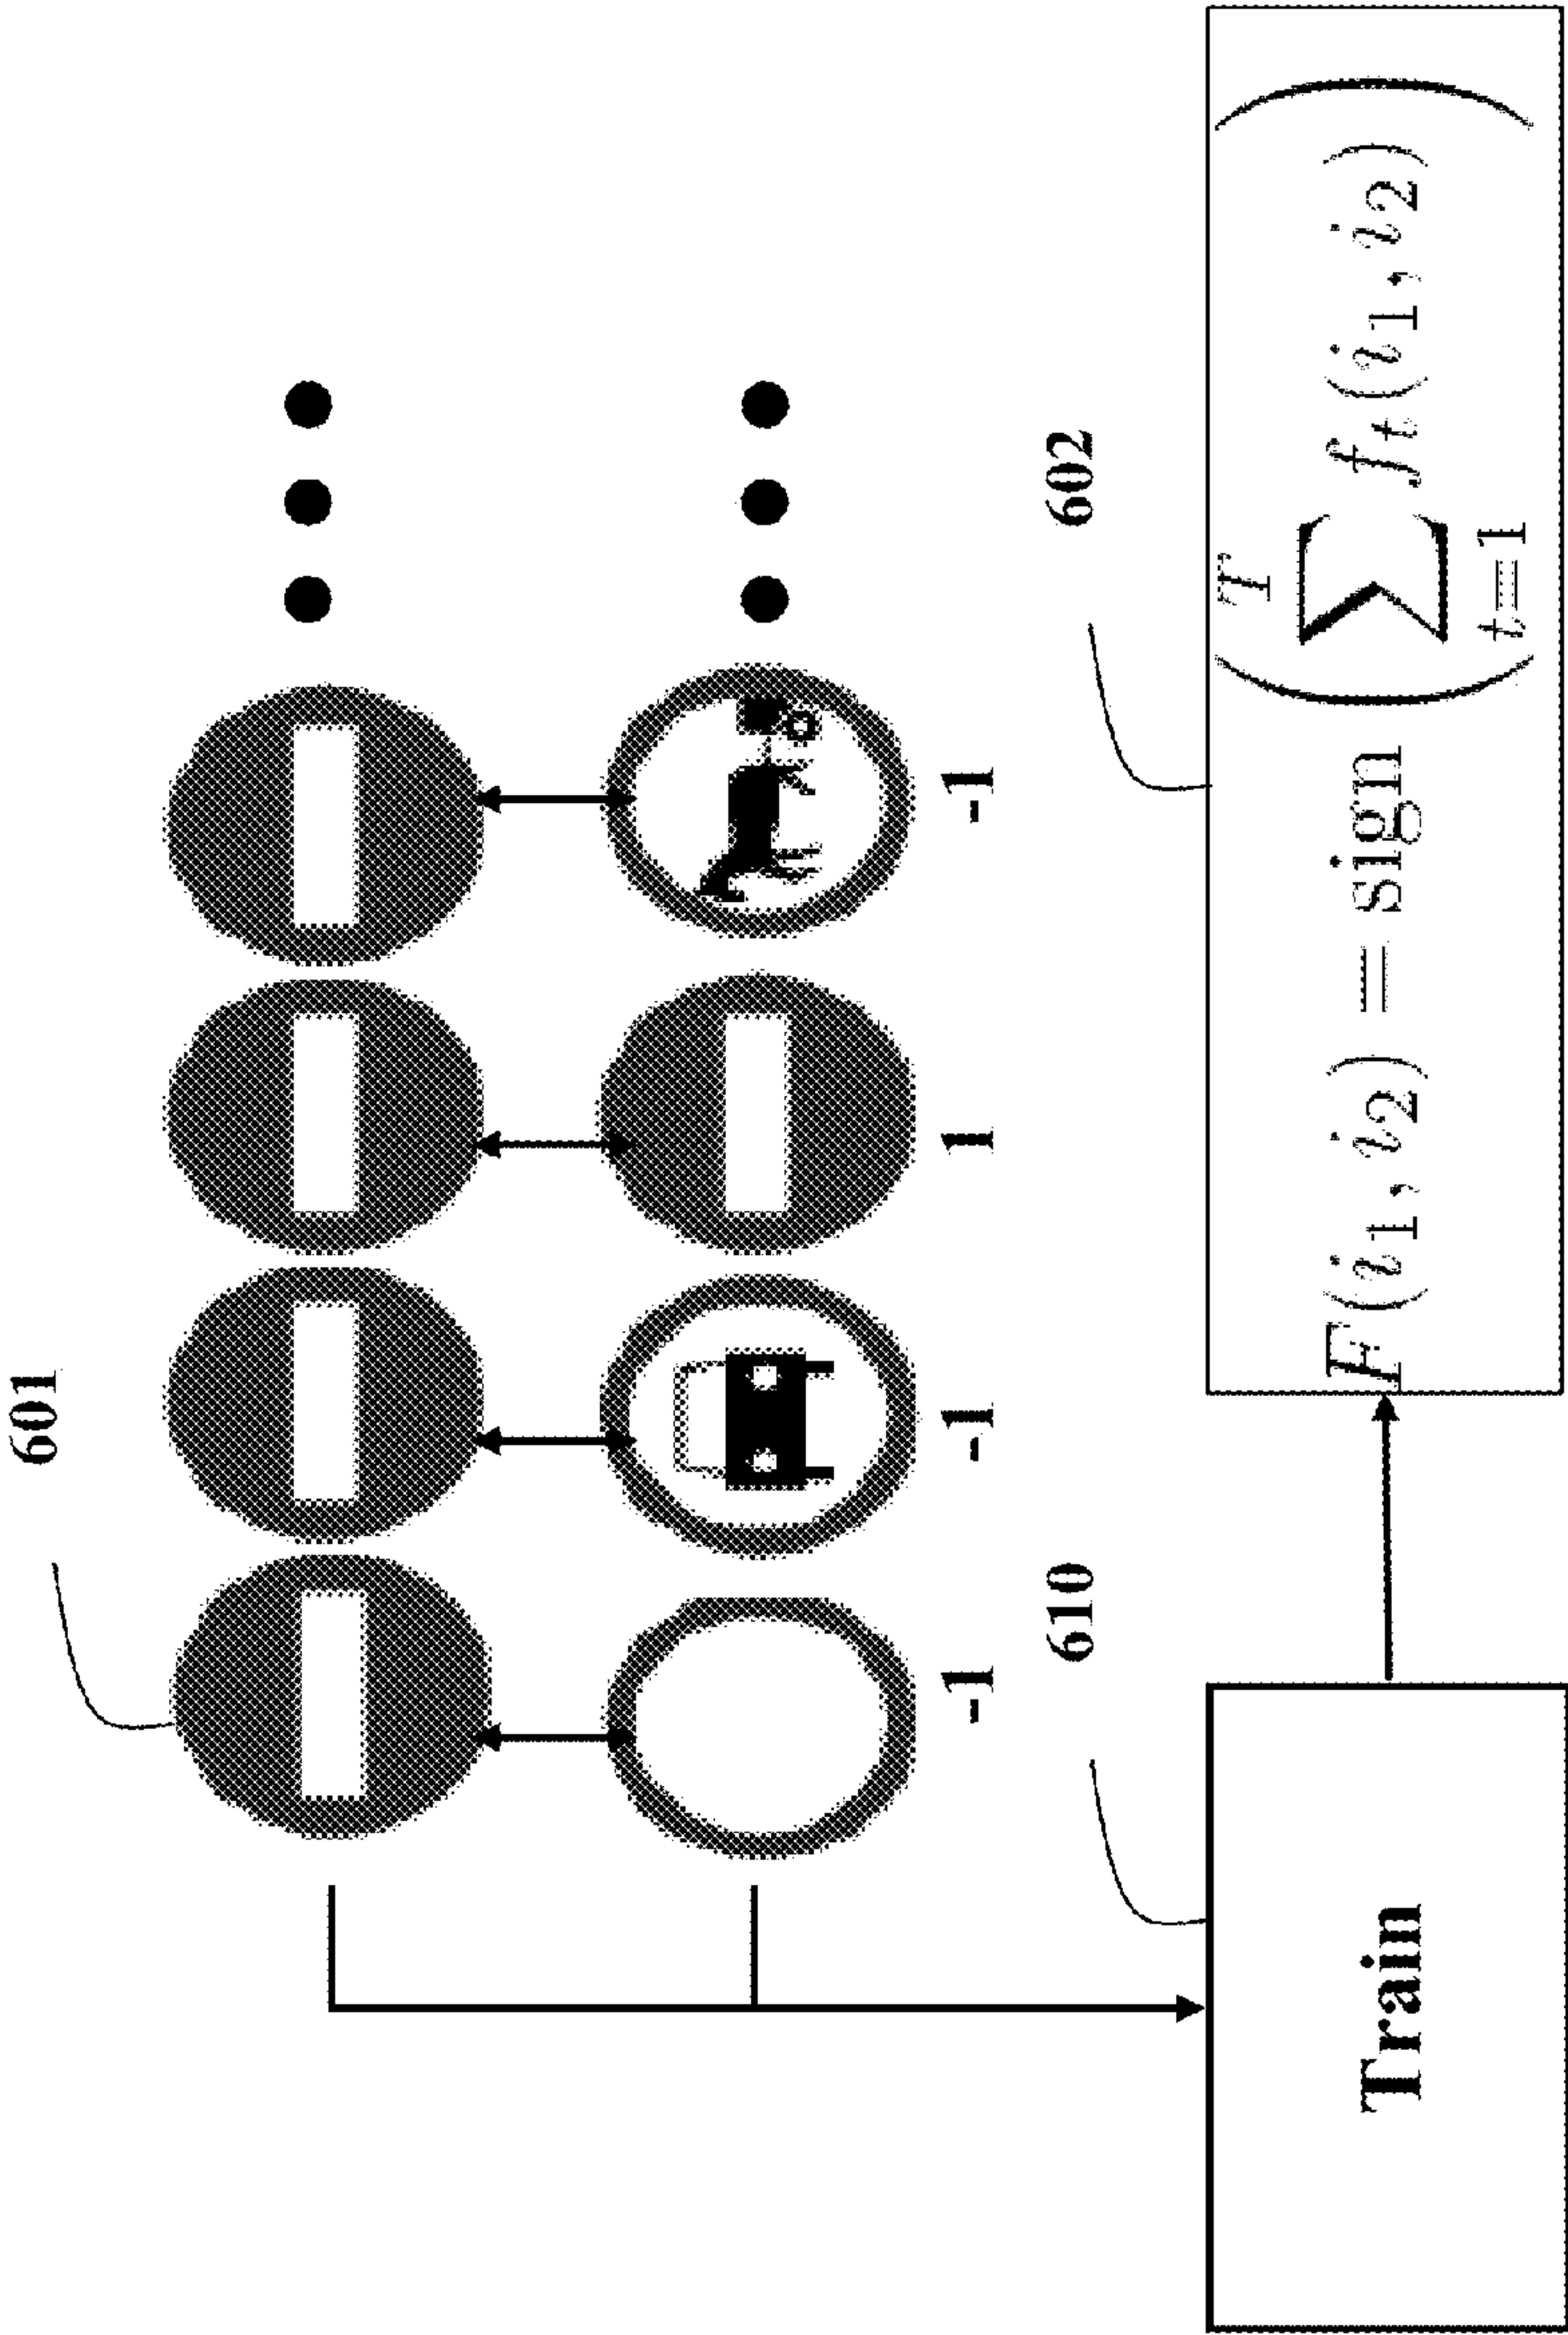 601
-1 -1 1 -1
610
602
Train
F(i₁, i₂) = sign ( ∑ₜ₌₁ᵀ fₜ(i₁, i₂) )